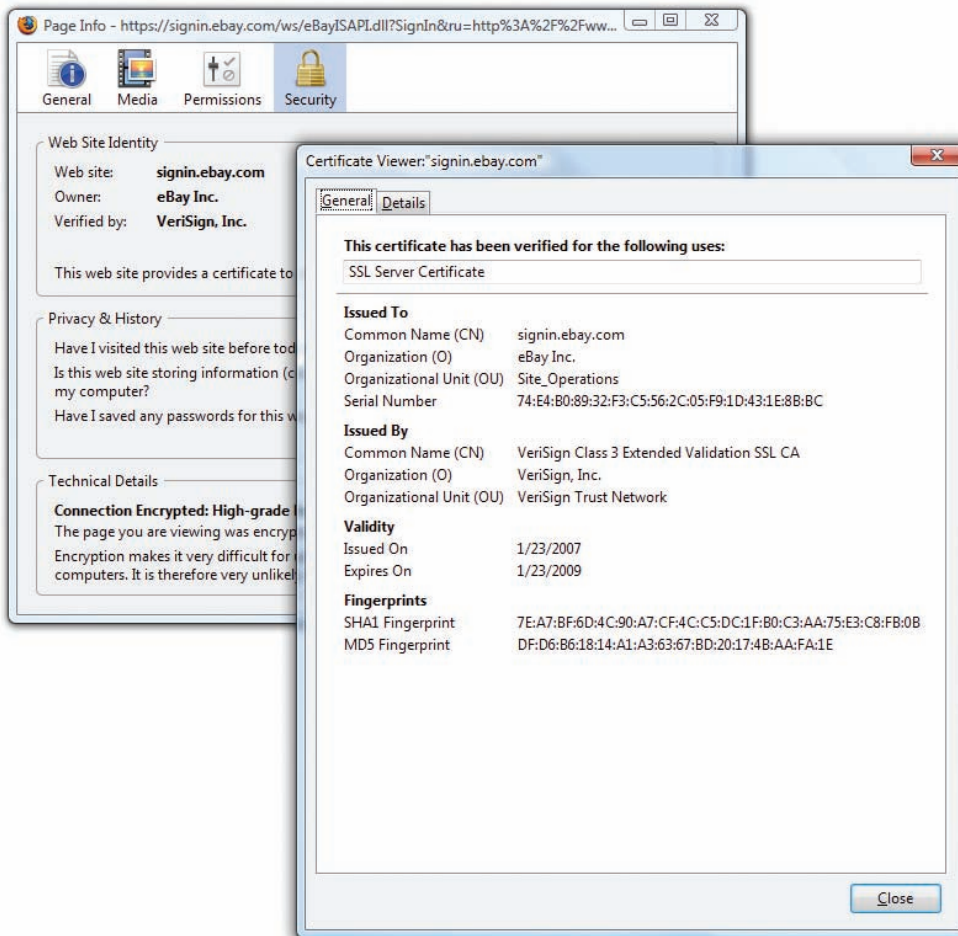 Page Info - https://signin.ebay.com/ws/eBayISAPI.dll?SignIn&ru=http%3A%2F%2Fww...
General Media Permissions Security
Web Site Identity
Web site: signin.ebay.com
Owner: eBay Inc.
Verified by: VeriSign, Inc.
This web site provides a certificate to
Privacy & History
Have I visited this web site before tod
Is this web site storing information (c
my computer?
Have I saved any passwords for this w
Technical Details
Connection Encrypted: High-grade
The page you are viewing was encryp
Encryption makes it very difficult for
computers. It is therefore very unlikel
Certificate Viewer:"signin.ebay.com"
General Details
This certificate has been verified for the following uses:
SSL Server Certificate
Issued To
Common Name (CN) signin.ebay.com
Organization (O) eBay Inc.
Organizational Unit (OU) Site_Operations
Serial Number 74:E4:B0:89:32:F3:C5:56:2C:05:F9:1D:43:1E:8B:BC
Issued By
Common Name (CN) VeriSign Class 3 Extended Validation SSL CA
Organization (O) VeriSign, Inc.
Organizational Unit (OU) VeriSign Trust Network
Validity
Issued On 1/23/2007
Expires On 1/23/2009
Fingerprints
SHA1 Fingerprint 7E:A7:BF:6D:4C:90:A7:CF:4C:C5:DC:1F:B0:C3:AA:75:E3:C8:FB:0B
MD5 Fingerprint DF:D6:B6:18:14:A1:A3:63:67:BD:20:17:4B:AA:FA:1E
Close